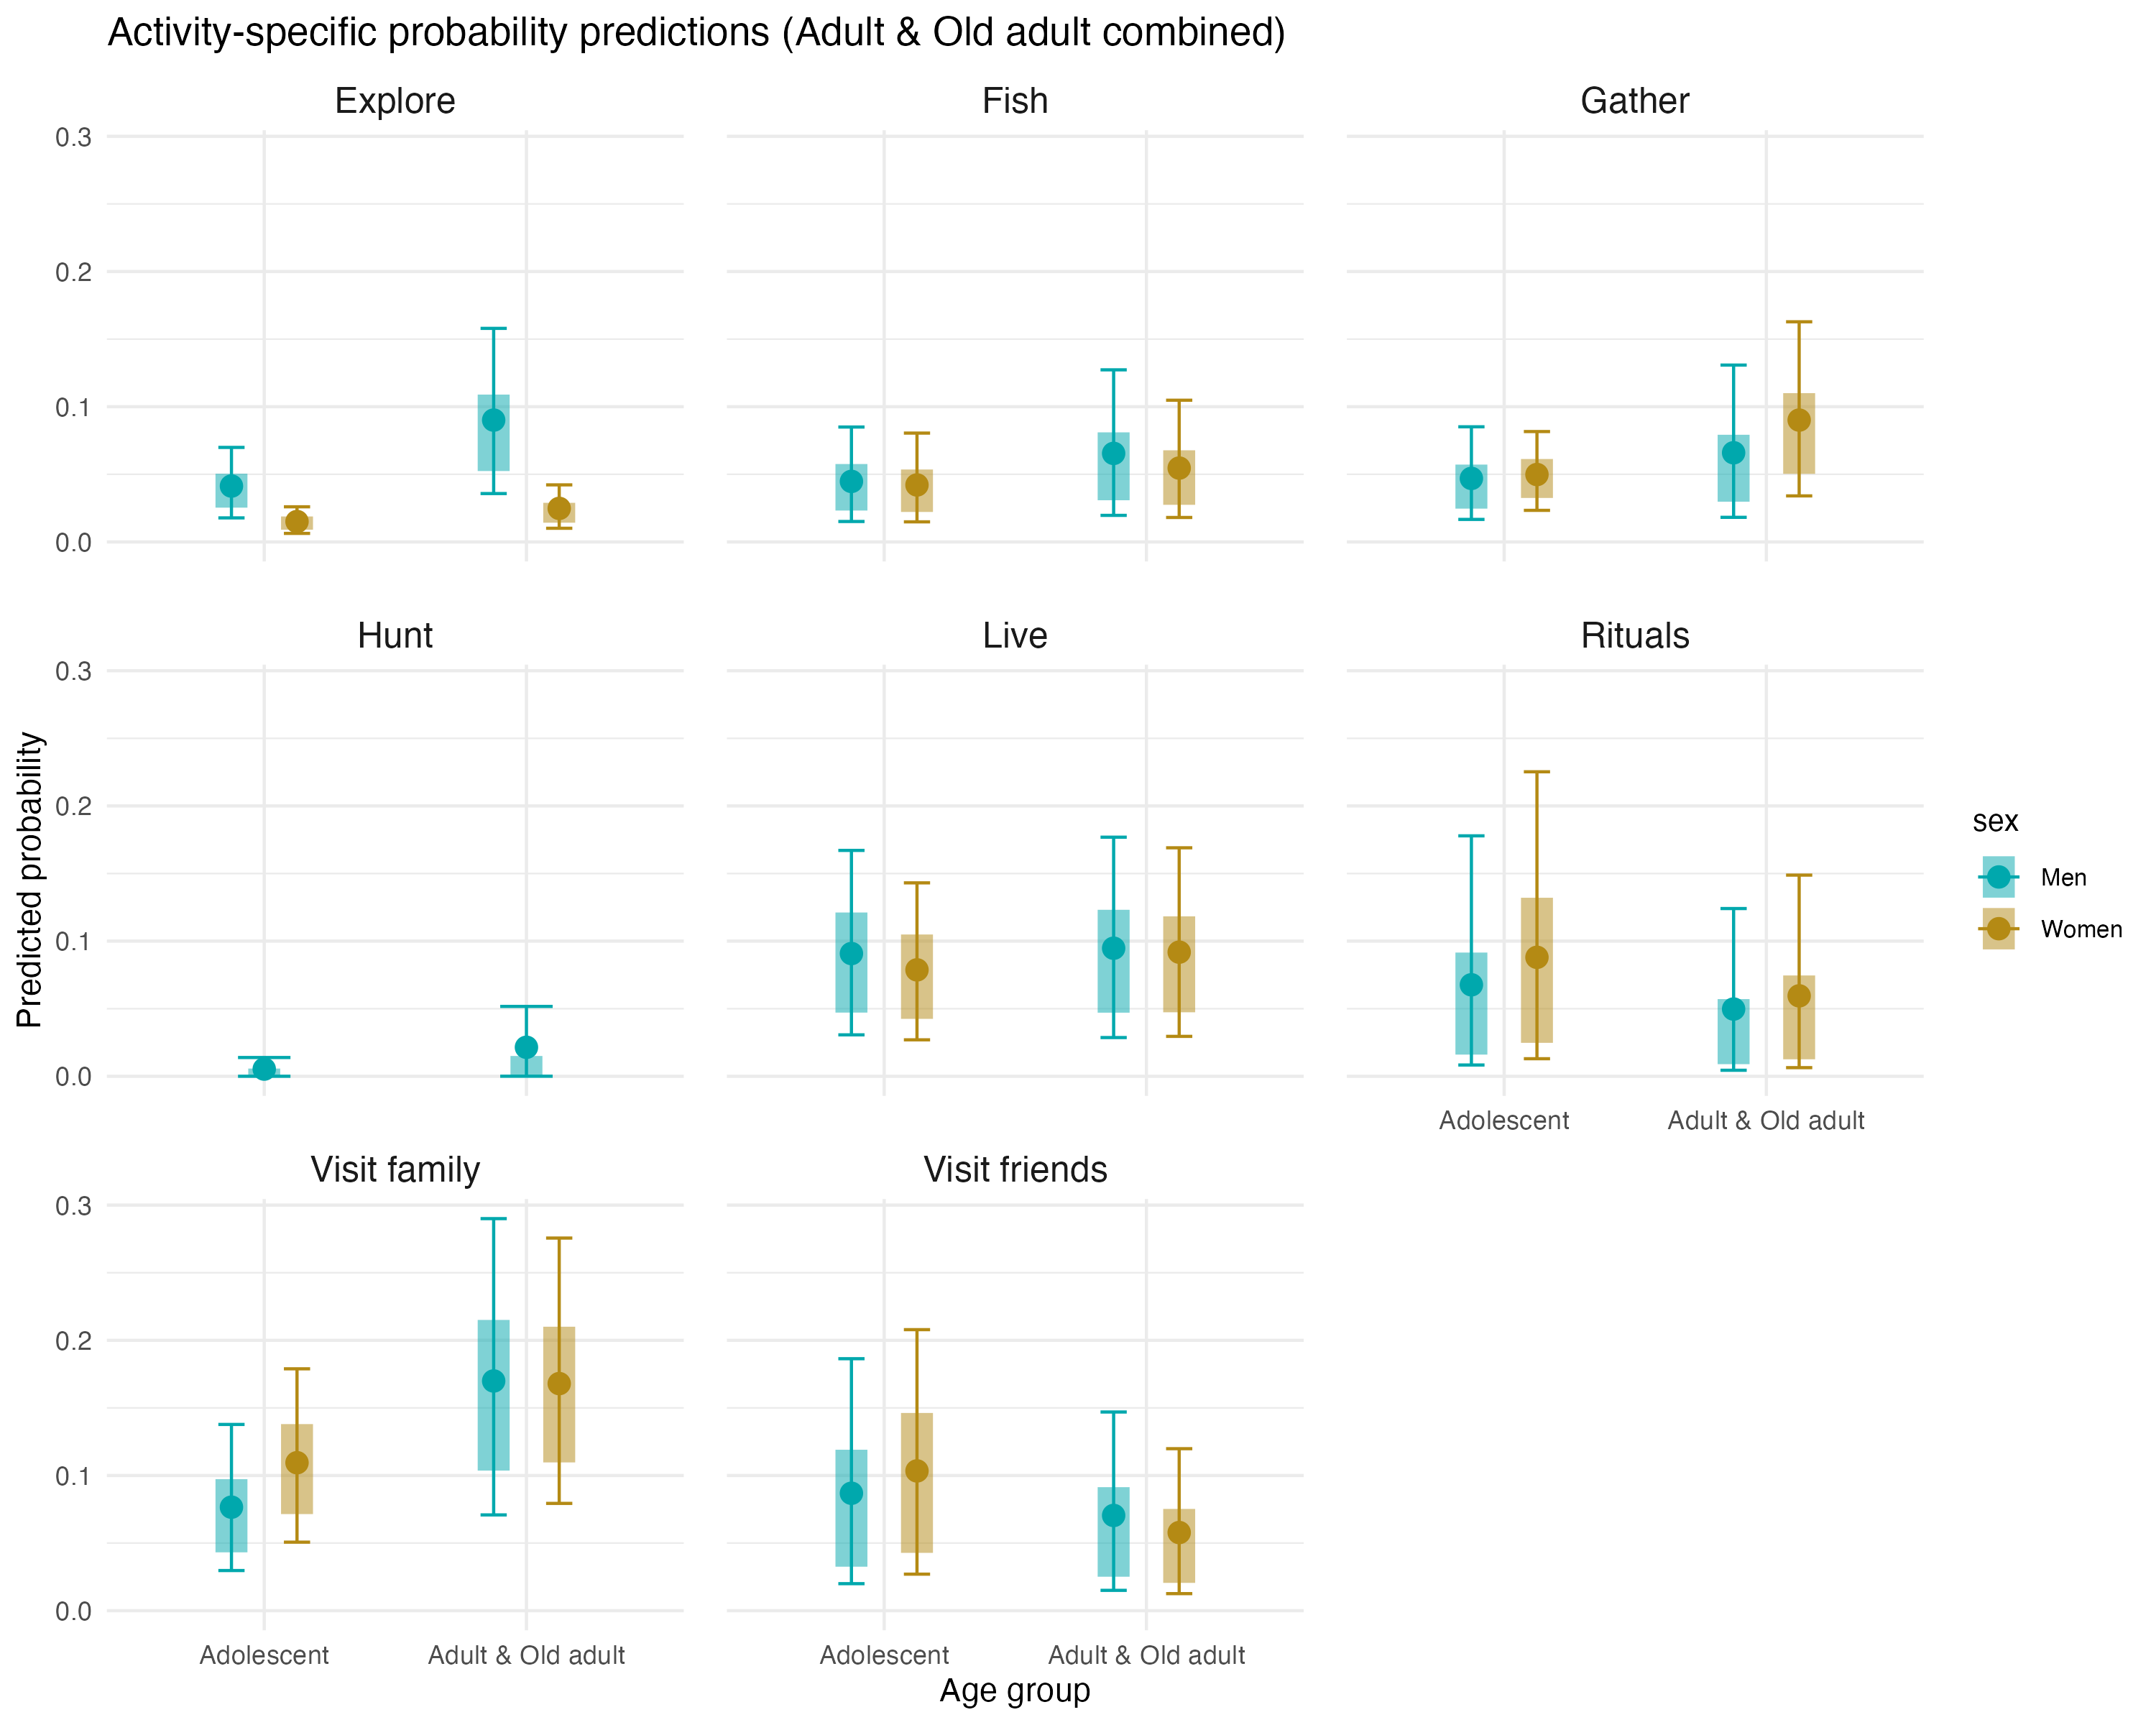 Activity-specific probability predictions (Adult & Old adult combined)
Explore
Fish
Gather
0.3
0.2
0.1
0.0
Hunt
Live
Rituals
0.3
0.2
0.1
0.0
Adolescent
Adult & Old adult
Visit family
Visit friends
0.3
0.2
0.1
0.0
Adolescent
Adult & Old adult
Adolescent
Adult & Old adult
Age group
Predicted probability
sex
Men
Women